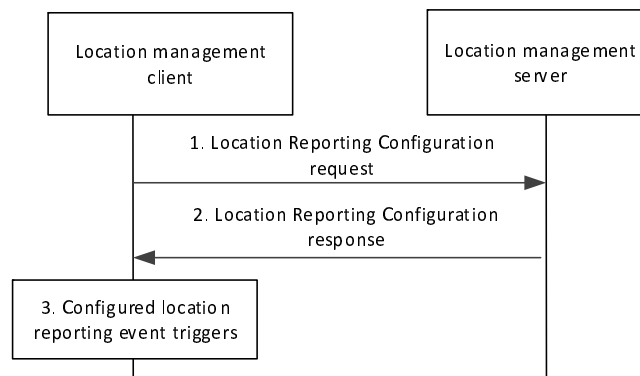 Location management
client
Location management
server
1. Location Reporting Configuration
request
2. Location Reporting Configuration
response
3. Configured location
reporting event triggers